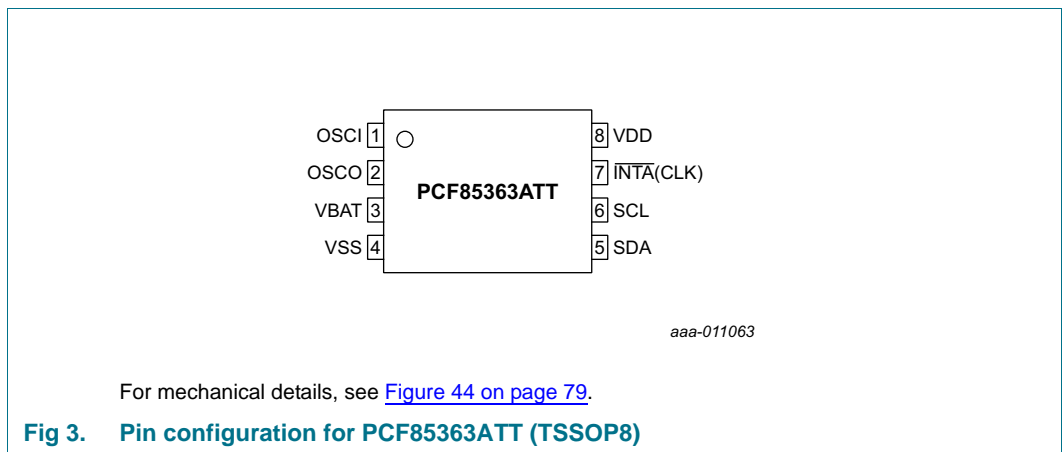 OSCI 1 8 VDD
OSCO 2 7 INTA(CLK)
PCF85363ATT
VBAT 3 6 SCL
VSS 4 5 SDA
aaa-011063
For mechanical details, see Figure 44 on page 79.
Fig 3. Pin configuration for PCF85363ATT (TSSOP8)